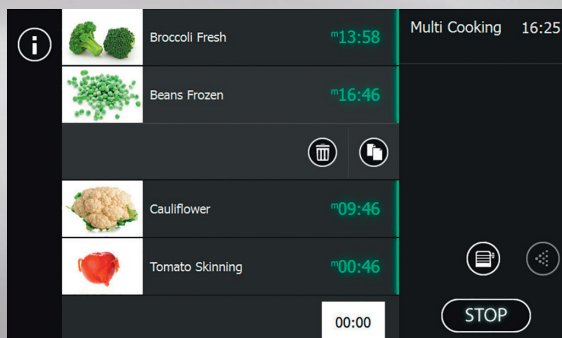 Broccoli Fresh m13:58
Multi Cooking 16:25
Beans Frozen m16:46
Cauliflower m09:46
Tomato Skinning m00:46
00:00
STOP